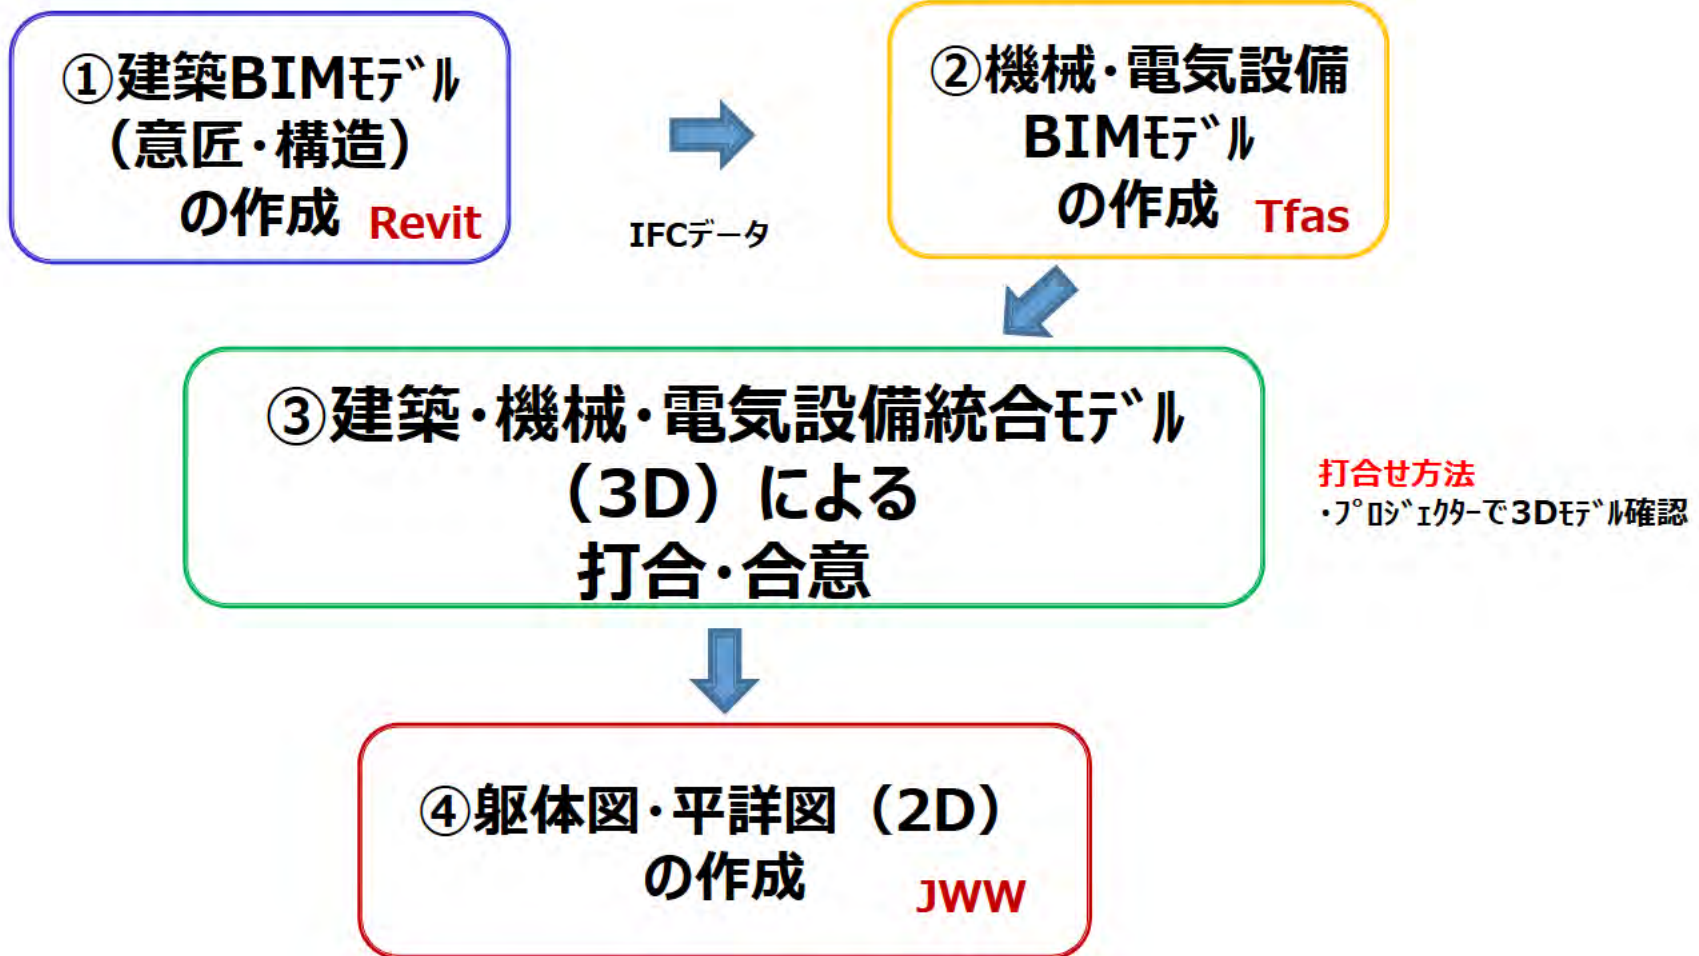 ①建築BIMﾓﾃﾞﾙ
（意匠・構造）
の作成 Revit
IFCデータ
②機械・電気設備
BIMﾓﾃﾞﾙ
の作成 Tfas
③建築・機械・電気設備統合ﾓﾃﾞﾙ
（3D）による
打合・合意
打合せ方法
・ﾌﾟﾛｼﾞｪｸﾀｰで3Dﾓﾃﾞﾙ確認
④躯体図・平詳図（2D）
の作成 JWW